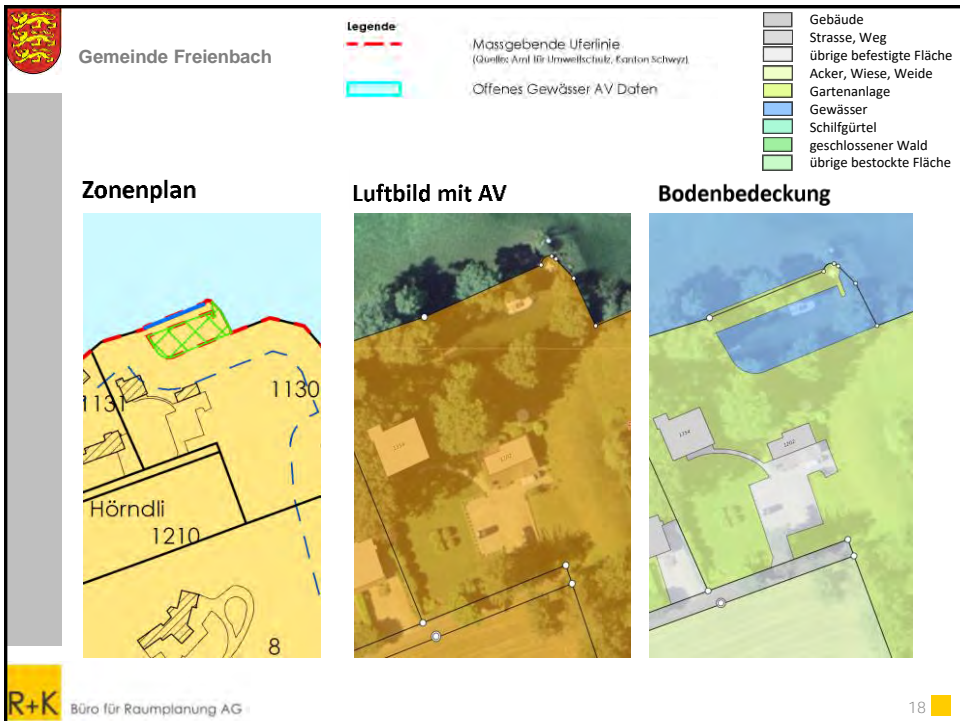 Gemeinde Freienbach
Legende
Massgebende Uferlinie
(Quelle: Amt für Umweltschutz, Kanton Schwyz)
Offenes Gewässer AV Daten
Gebäude
Strasse, Weg
übrige befestigte Fläche
Acker, Wiese, Weide
Gartenanlage
Gewässer
Schilfgürtel
geschlossener Wald
übrige bestockte Fläche
Zonenplan
Luftbild mit AV
Bodenbedeckung
1131
1130
Hörndli
1210
8
1202
1202
R+K Büro für Raumplanung AG
18